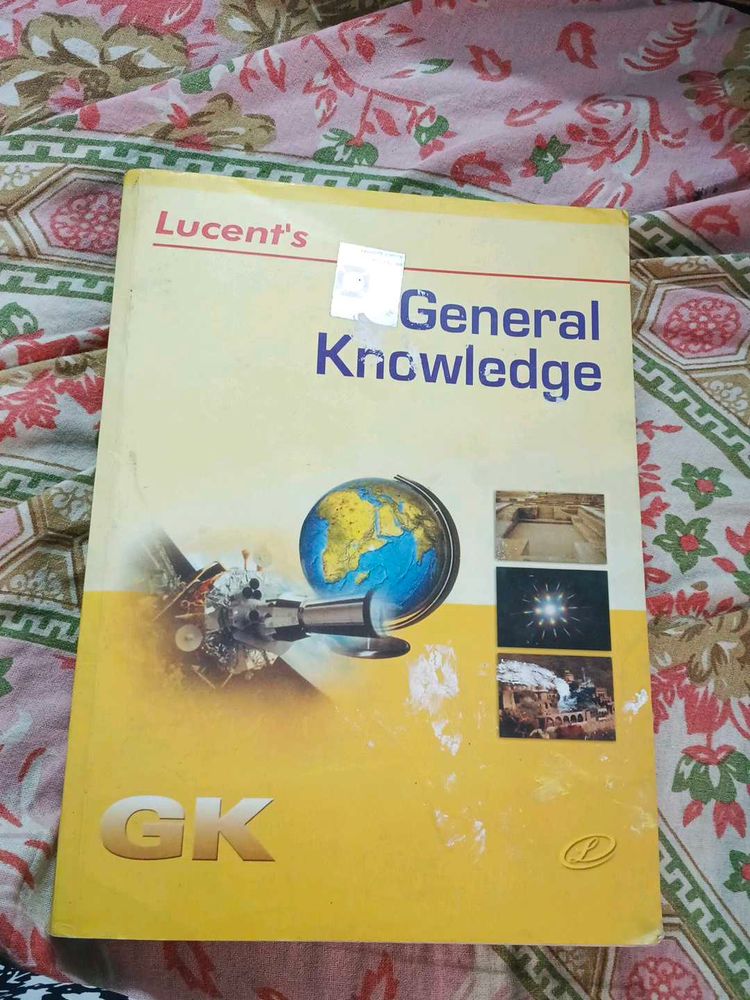 Lucent's
General
Knowledge
GK
L